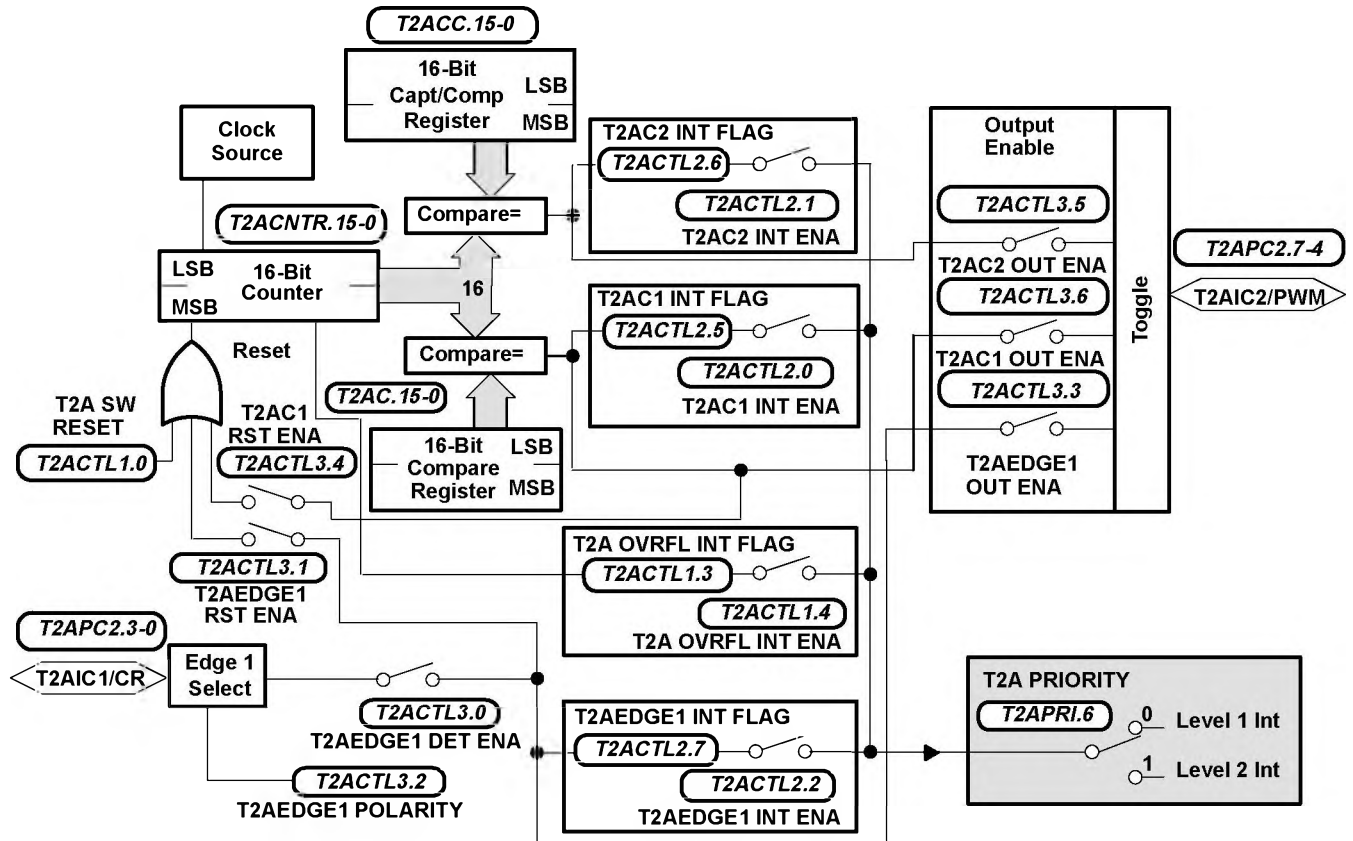 T2ACC.15-0
16-Bit
Capt/Comp
Register
LSB
MSB
Clock
Source
T2ACNTR.15-0
LSB
MSB
16-Bit
Counter
Compare=
16
Compare=
Reset
T2AC.15-0
16-Bit
Compare
Register
LSB
MSB
T2A SW
RESET
T2ACTL1.0
T2AC1
RST ENA
T2ACTL3.4
T2ACTL3.1
T2AEDGE1
RST ENA
T2APC2.3-0
T2AIC1/CR
Edge 1
Select
T2ACTL3.0
T2AEDGE1 DET ENA
T2ACTL3.2
T2AEDGE1 POLARITY
T2AC2 INT FLAG
T2ACTL2.6
T2ACTL2.1
T2AC2 INT ENA
T2AC1 INT FLAG
T2ACTL2.5
T2ACTL2.0
T2AC1 INT ENA
T2A OVRFL INT FLAG
T2ACTL1.3
T2ACTL1.4
T2A OVRFL INT ENA
T2AEDGE1 INT FLAG
T2ACTL2.7
T2ACTL2.2
T2AEDGE1 INT ENA
Output
Enable
T2ACTL3.5
T2AC2 OUT ENA
T2ACTL3.6
T2AC1 OUT ENA
T2ACTL3.3
T2AEDGE1
OUT ENA
Toggle
T2APC2.7-4
T2AIC2/PWM
T2A PRIORITY
T2APRI.6
0
Level 1 Int
1
Level 2 Int